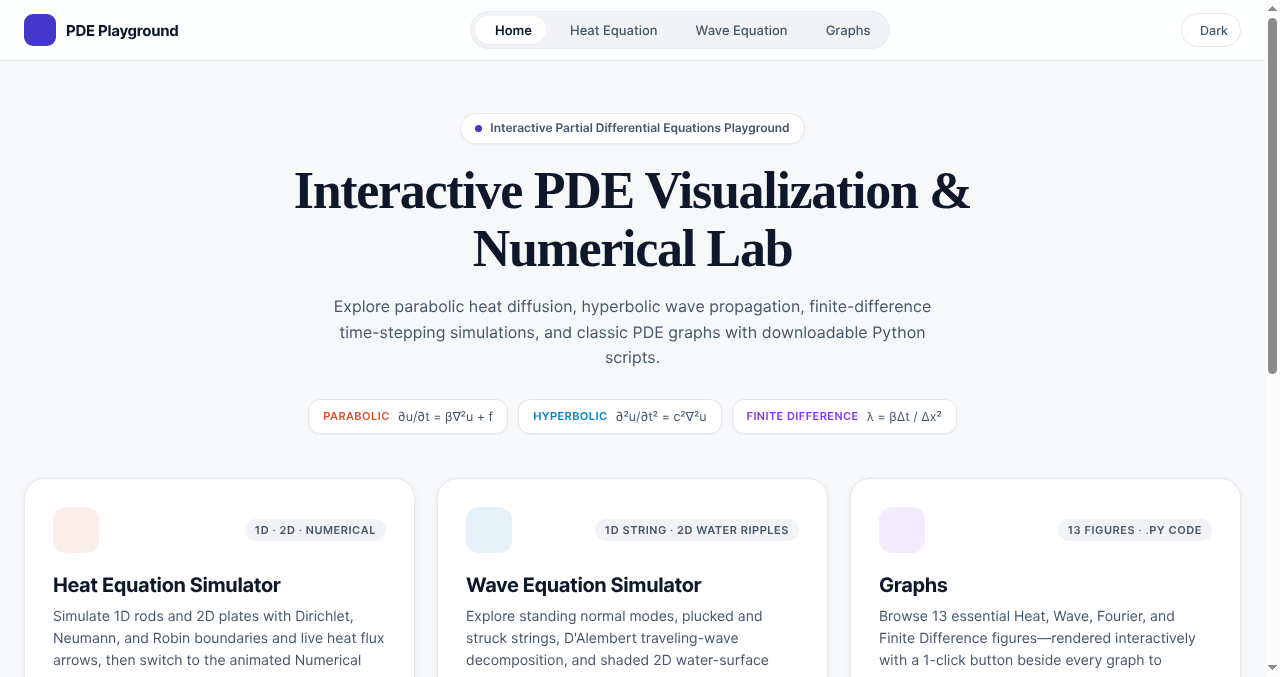 PDE Playground
Home
Heat Equation
Wave Equation
Graphs
Dark
Interactive Partial Differential Equations Playground
Interactive PDE Visualization &
Numerical Lab
Explore parabolic heat diffusion, hyperbolic wave propagation, finite-difference
time-stepping simulations, and classic PDE graphs with downloadable Python
scripts.
PARABOLIC ∂u/∂t = β∇²u + f
HYPERBOLIC ∂²u/∂t² = c²∇²u
FINITE DIFFERENCE λ = βΔt / Δx²
1D · 2D · NUMERICAL
Heat Equation Simulator
Simulate 1D rods and 2D plates with Dirichlet,
Neumann, and Robin boundaries and live heat flux
arrows, then switch to the animated Numerical
1D STRING · 2D WATER RIPPLES
Wave Equation Simulator
Explore standing normal modes, plucked and
struck strings, D'Alembert traveling-wave
decomposition, and shaded 2D water-surface
13 FIGURES · .PY CODE
Graphs
Browse 13 essential Heat, Wave, Fourier, and
Finite Difference figures—rendered interactively
with a 1-click button beside every graph to